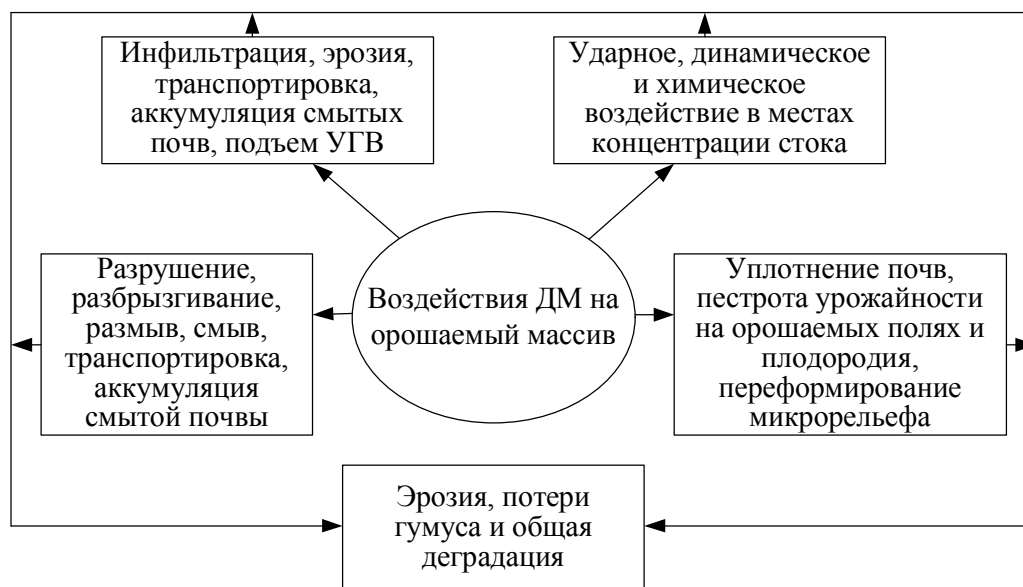 Инфильтрация, эрозия,
транспортировка,
аккумуляция смытых
почв, подъем УГВ
Ударное, динамическое
и химическое
воздействие в местах
концентрации стока
Разрушение,
разбрызгивание,
размыв, смыв,
транспортировка,
аккумуляция
смытой почвы
Воздействия ДМ на
орошаемый массив
Уплотнение почв,
пестрота урожайности
на орошаемых полях и
плодородия,
переформирование
микрорельефа
Эрозия, потери
гумуса и общая
деградация